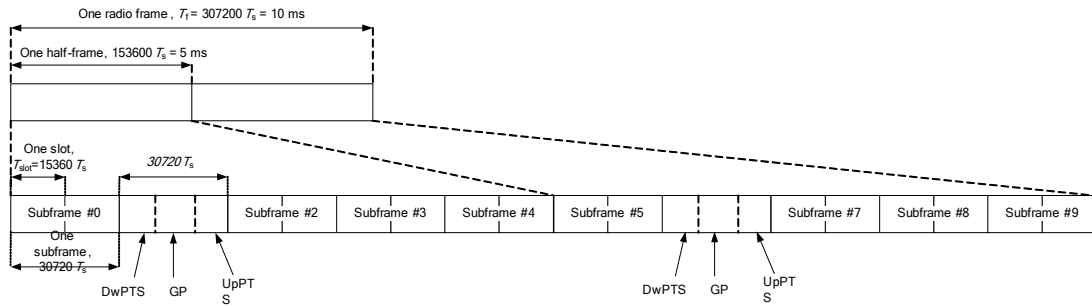 One radio frame , Tf = 307200 Ts = 10 ms
One half-frame, 153600 Ts = 5 ms
One slot,
Tslot=15360 Ts
30720Ts
Subframe #0
Subframe #2
Subframe #3
Subframe #4
Subframe #5
Subframe #7
Subframe #8
Subframe #9
One
subframe,
30720 Ts
DwPTS
GP
UpPT
S
DwPTS
GP
UpPT
S